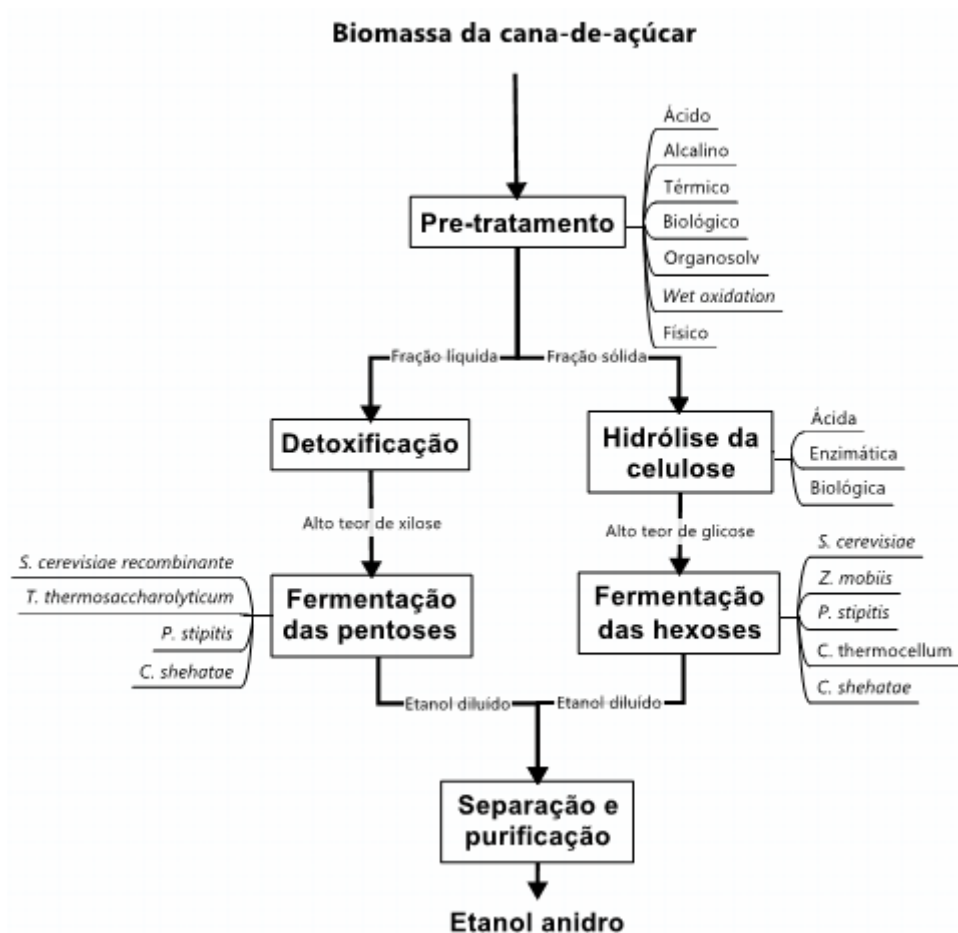 Biomassa da cana-de-açúcar
Ácido
Alcalino
Térmico
Pre-tratamento
Biológico
Organosolv
Wet oxidation
Físico
Fração líquida
Fração sólida
Detoxificação
Hidrólise da
celulose
Ácida
Enzimática
Biológica
Alto teor de xilose
Alto teor de glicose
S. cerevisiae recombinante
T. thermosaccharolyticum
P. stipitis
C. shehatae
Fermentação
das pentoses
Fermentação
das hexoses
S. cerevisiae
Z. mobiis
P. stipitis
C. thermocellum
C. shehatae
Etanol diluído
Etanol diluído
Separação e
purificação
Etanol anidro